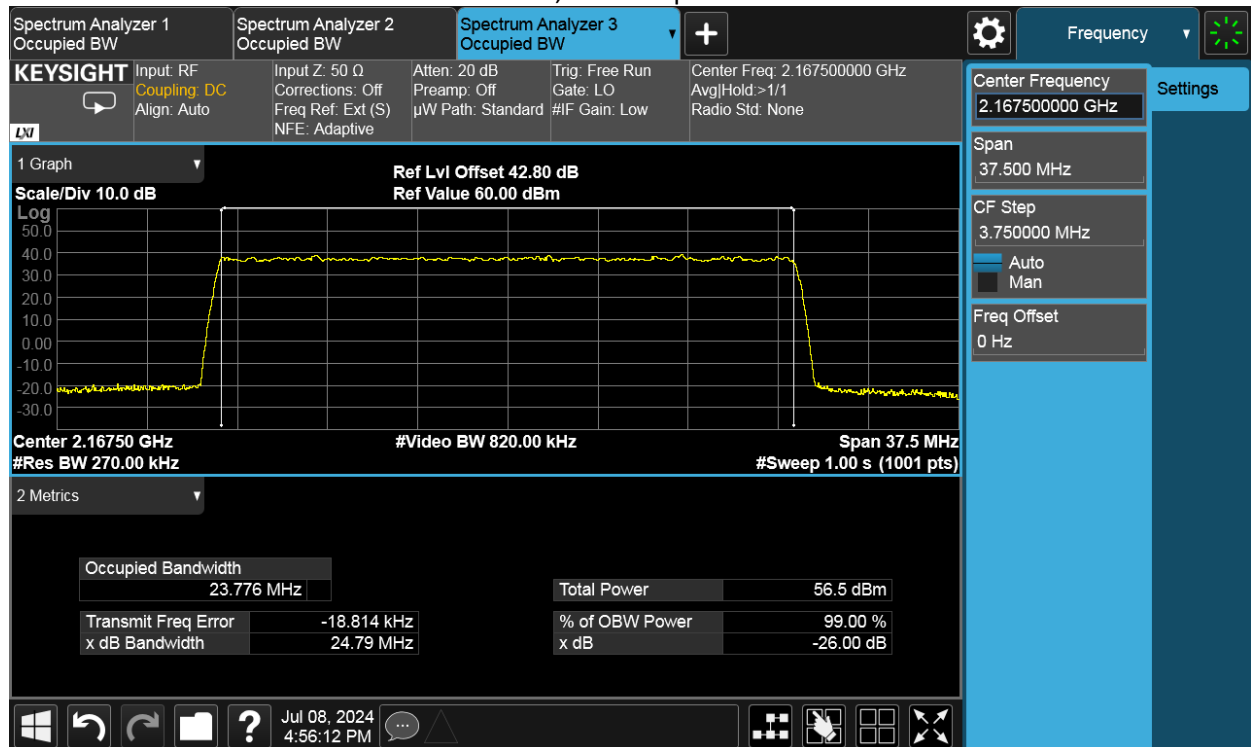 Spectrum Analyzer 1
Occupied BW
Spectrum Analyzer 2
Occupied BW
Spectrum Analyzer 3
Occupied BW
+
Frequency
KEYSIGHT
LXI
Input: RF
Coupling: DC
Align: Auto
Input Z: 50 Ω
Corrections: Off
Freq Ref: Ext (S)
NFE: Adaptive
Atten: 20 dB
Preamp: Off
µW Path: Standard
Trig: Free Run
Gate: LO
#IF Gain: Low
Center Freq: 2.167500000 GHz
Avg|Hold:>1/1
Radio Std: None
Center Frequency
2.167500000 GHz
Settings
Span
37.500 MHz
CF Step
3.750000 MHz
Auto
Man
Freq Offset
0 Hz
1 Graph
Scale/Div 10.0 dB
Ref Lvl Offset 42.80 dB
Ref Value 60.00 dBm
Log
50.0
40.0
30.0
20.0
10.0
0.00
-10.0
-20.0
-30.0
Center 2.16750 GHz
#Video BW 820.00 kHz
Span 37.5 MHz
#Res BW 270.00 kHz
#Sweep 1.00 s (1001 pts)
2 Metrics
Occupied Bandwidth
23.776 MHz
Total Power 56.5 dBm
Transmit Freq Error -18.814 kHz
% of OBW Power 99.00 %
x dB Bandwidth 24.79 MHz
x dB -26.00 dB
?
Jul 08, 2024
4:56:12 PM